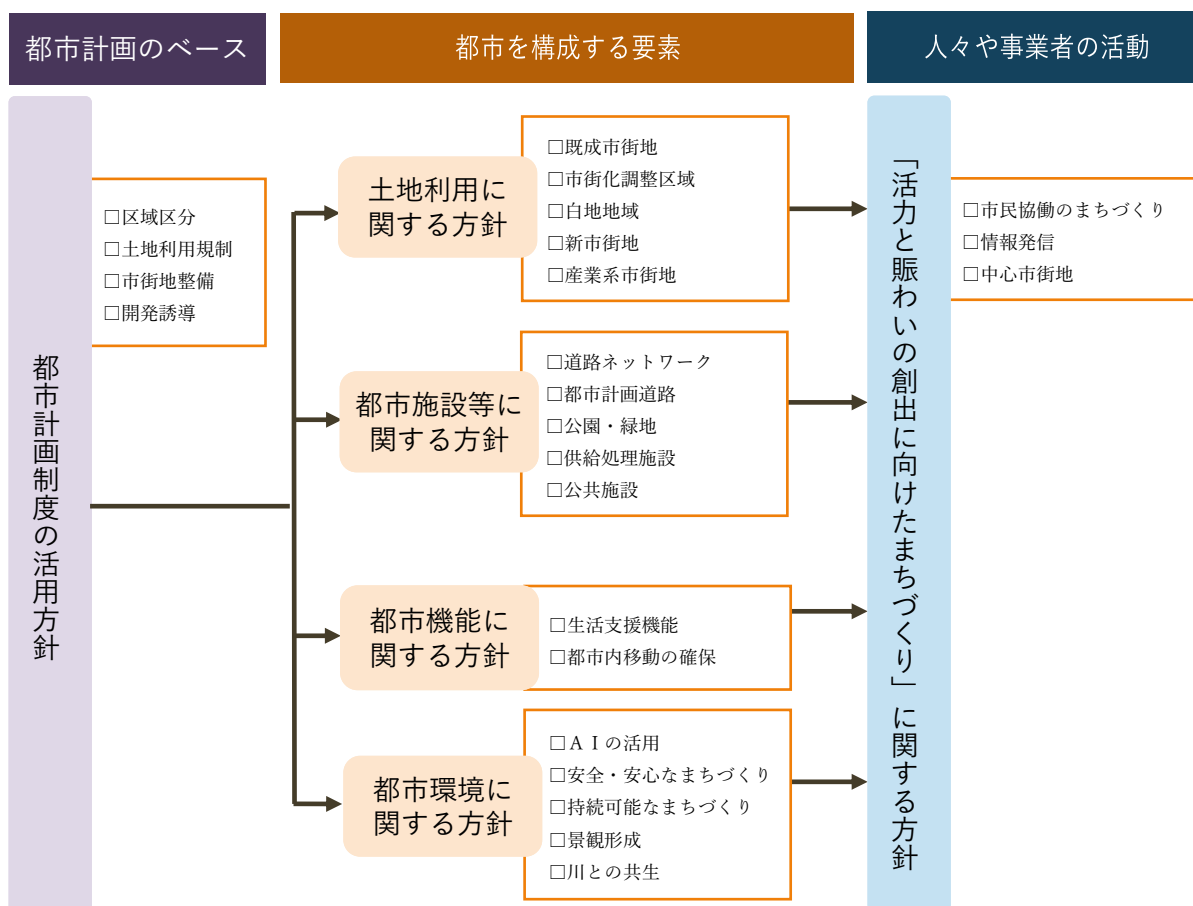 都市計画のベース
都市を構成する要素
人々や事業者の活動
都市計画制度の活用方針
□区域区分
□土地利用規制
□市街地整備
□開発誘導
土地利用に
関する方針
□既成市街地
□市街化調整区域
□白地地域
□新市街地
□産業系市街地
都市施設等に
関する方針
□道路ネットワーク
□都市計画道路
□公園・緑地
□供給処理施設
□公共施設
都市機能に
関する方針
□生活支援機能
□都市内移動の確保
都市環境に
関する方針
□ＡＩの活用
□安全・安心なまちづくり
□持続可能なまちづくり
□景観形成
□川との共生
「活力と賑わいの創出に向けたまちづくり」に関する方針
□市民協働のまちづくり
□情報発信
□中心市街地